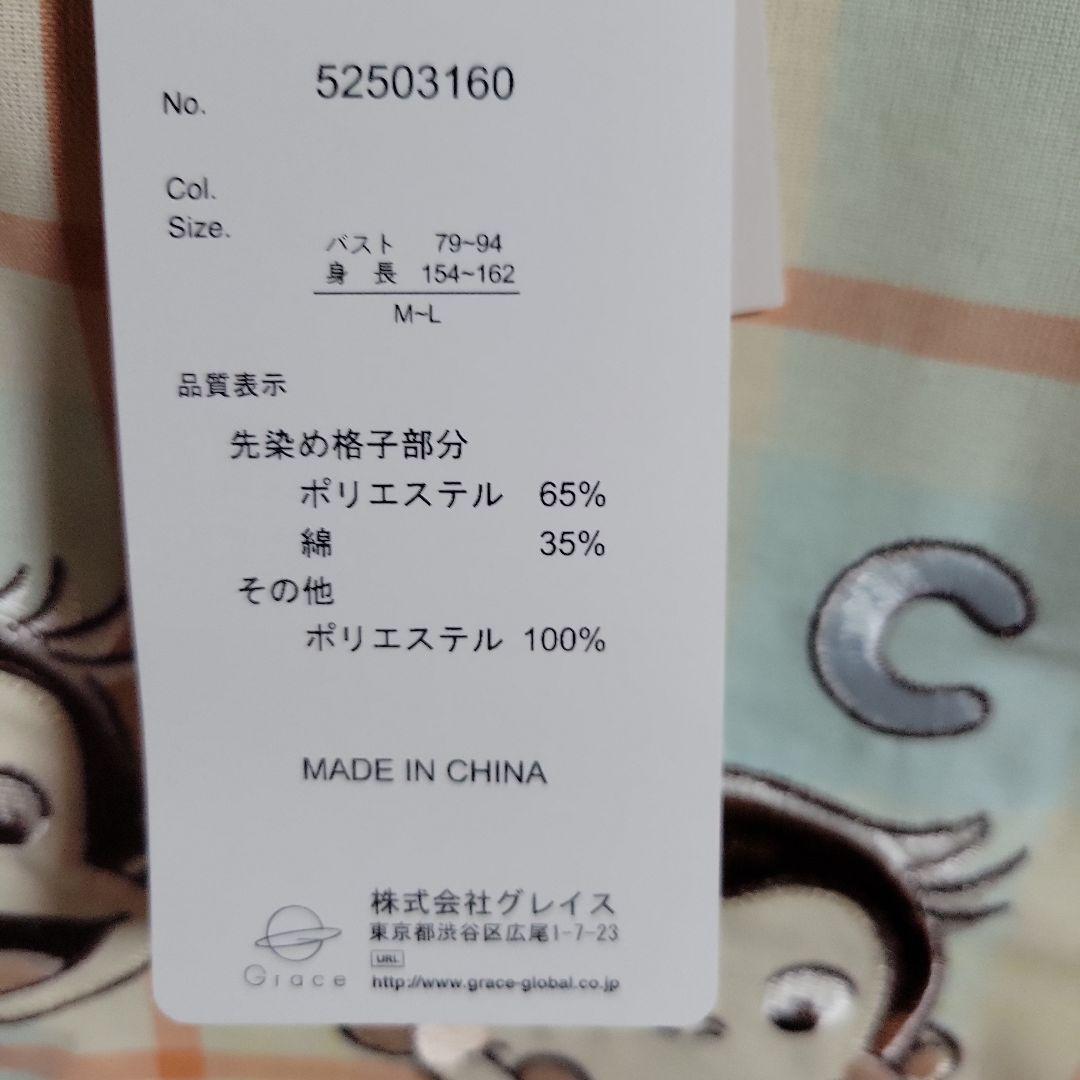 No. 52503160
Col.
Size.
バスト 79~94
身 長 154~162
M~L
品質表示
先染め格子部分
ポリエステル 65%
綿 35%
その他
ポリエステル 100%
MADE IN CHINA
株式会社グレイス
東京都渋谷区広尾1-7-23
URL
Grace
http://www.grace-global.co.jp
C